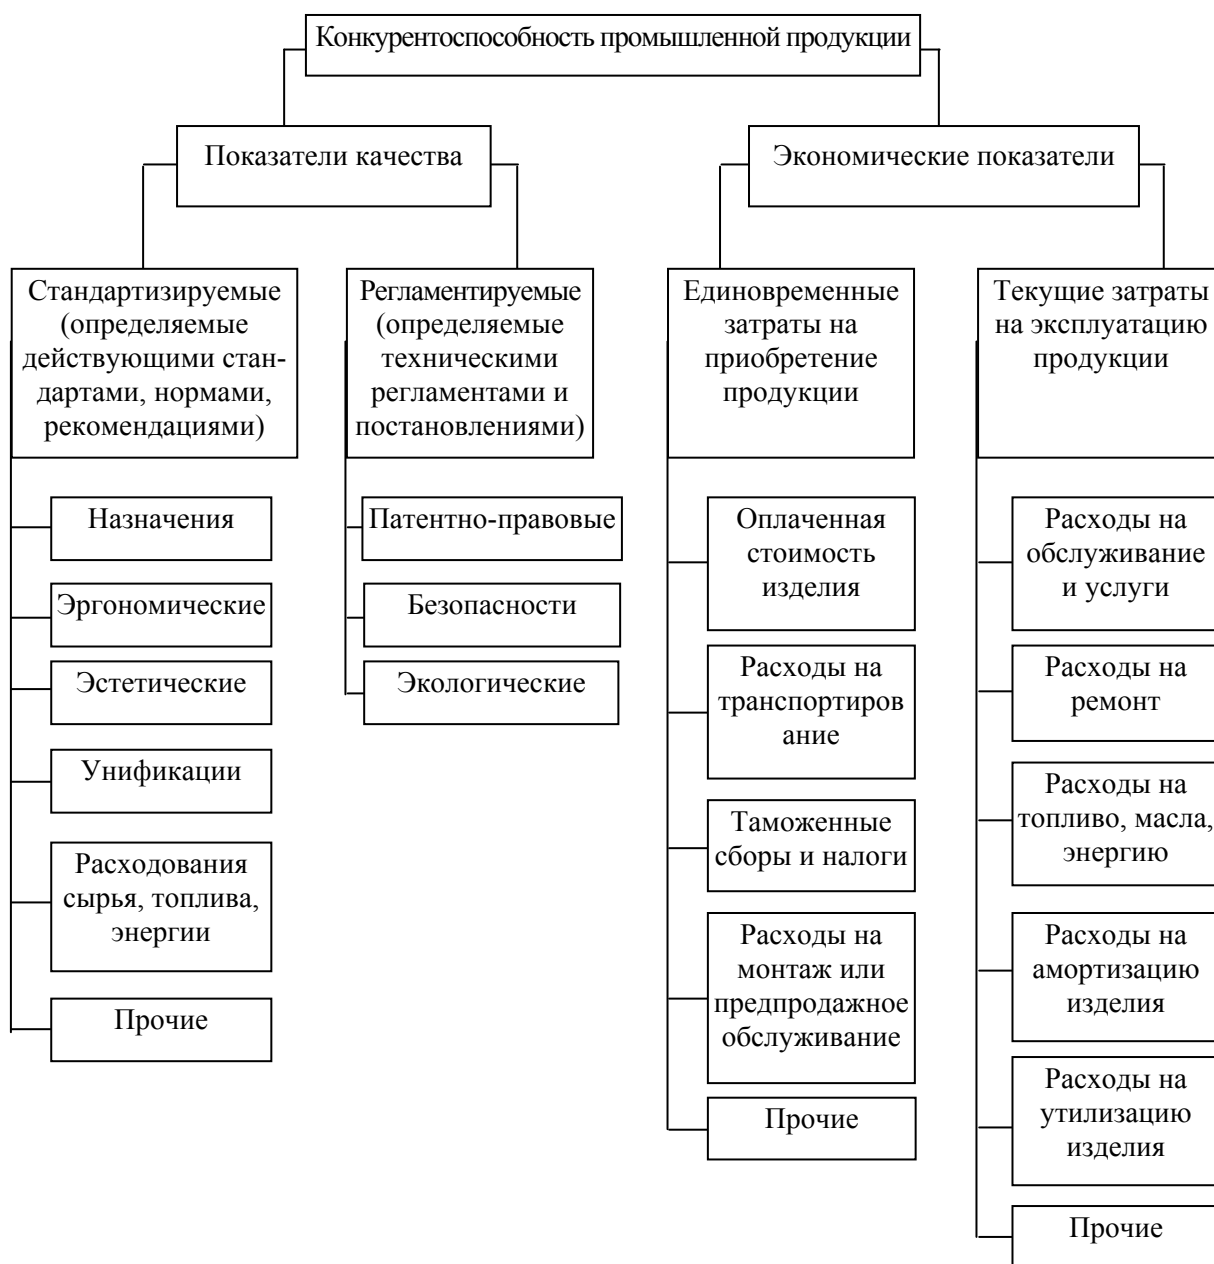 Конкурентоспособность промышленной продукции
Показатели качества
Экономические показатели
Стандартизируемые
(определяемые
действующими стан-
дартами, нормами,
рекомендациями)
Регламентируемые
(определяемые
техническими
регламентами и
постановлениями)
Единовременные
затраты на
приобретение
продукции
Текущие затраты
на эксплуатацию
продукции
Назначения
Эргономические
Эстетические
Унификации
Расходования
сырья, топлива,
энергии
Прочие
Патентно-правовые
Безопасности
Экологические
Оплаченная
стоимость
изделия
Расходы на
транспортиров
ание
Таможенные
сборы и налоги
Расходы на
монтаж или
предпродажное
обслуживание
Прочие
Расходы на
обслуживание
и услуги
Расходы на
ремонт
Расходы на
топливо, масла,
энергию
Расходы на
амортизацию
изделия
Расходы на
утилизацию
изделия
Прочие